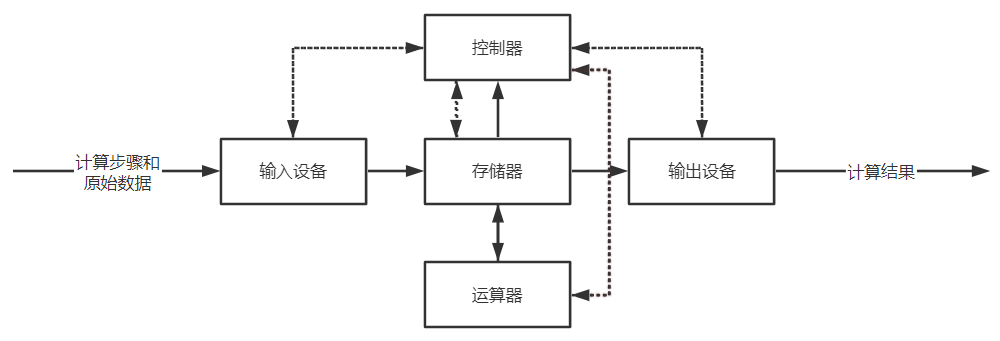 控制器
计算步骤和
原始数据
输入设备
存储器
输出设备
计算结果
运算器